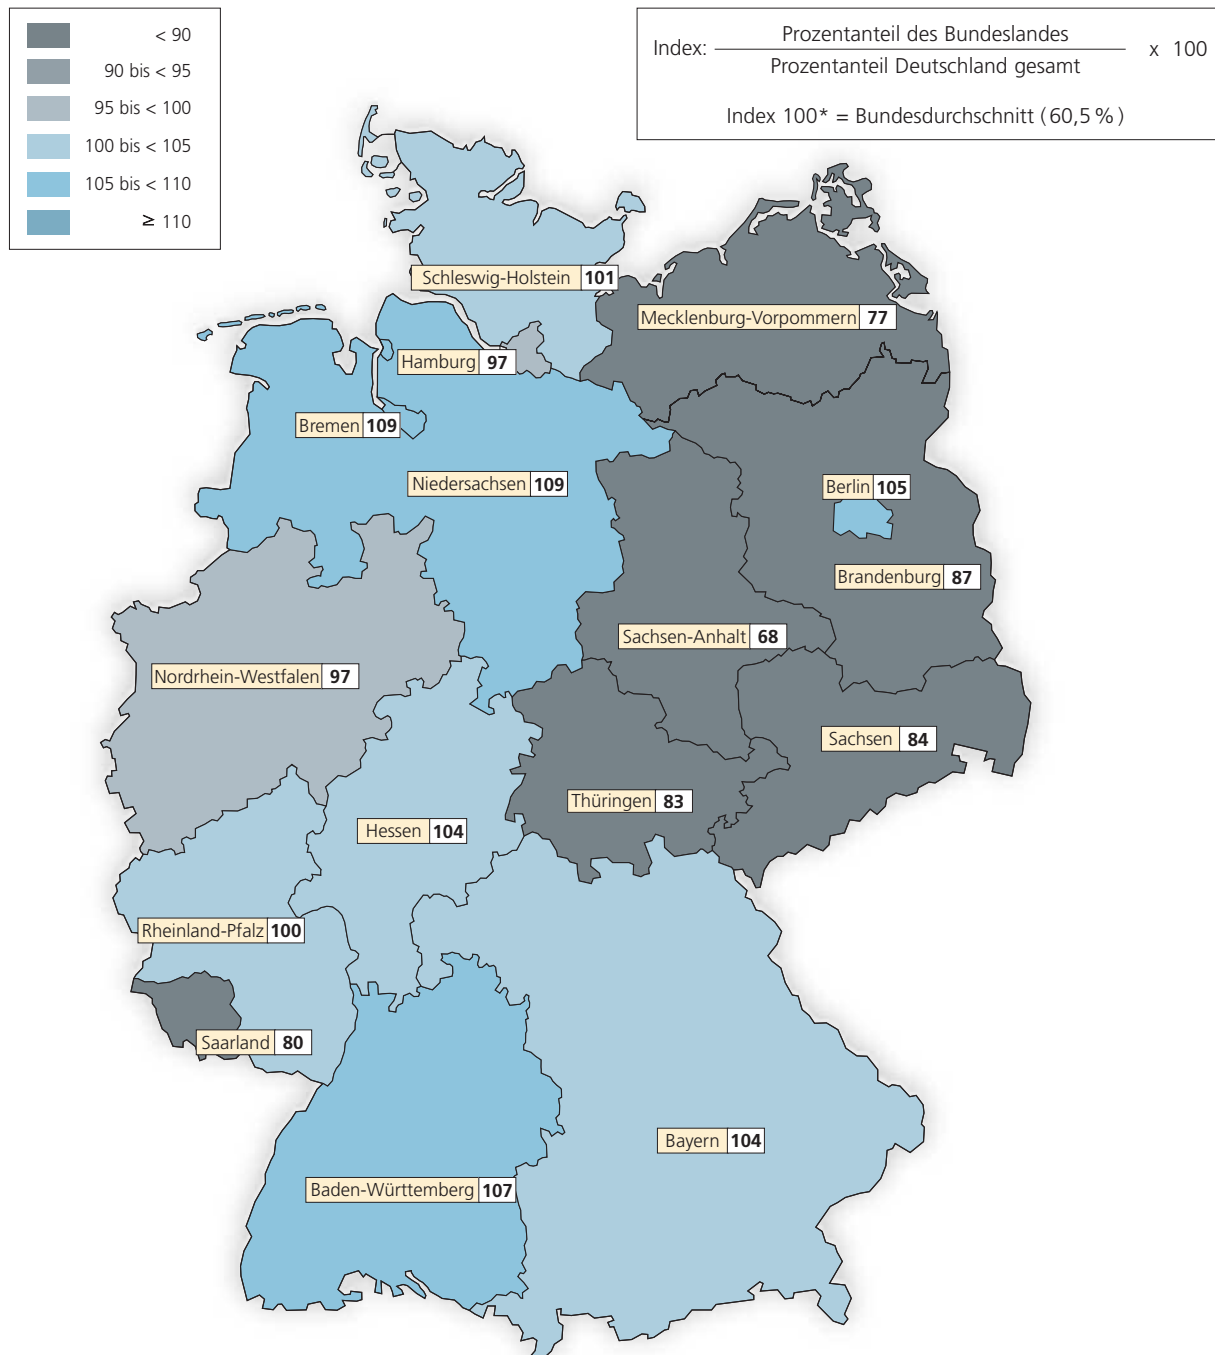 < 90
90 bis < 95
95 bis < 100
100 bis < 105
105 bis < 110
≥ 110
Index: Prozentanteil des Bundeslandes x 100
Prozentanteil Deutschland gesamt
Index 100* = Bundesdurchschnitt (60,5 %)
Schleswig-Holstein 101
Mecklenburg-Vorpommern 77
Hamburg 97
Bremen 109
Niedersachsen 109
Berlin 105
Brandenburg 87
Sachsen-Anhalt 68
Nordrhein-Westfalen 97
Sachsen 84
Thüringen 83
Hessen 104
Rheinland-Pfalz 100
Saarland 80
Bayern 104
Baden-Württemberg 107